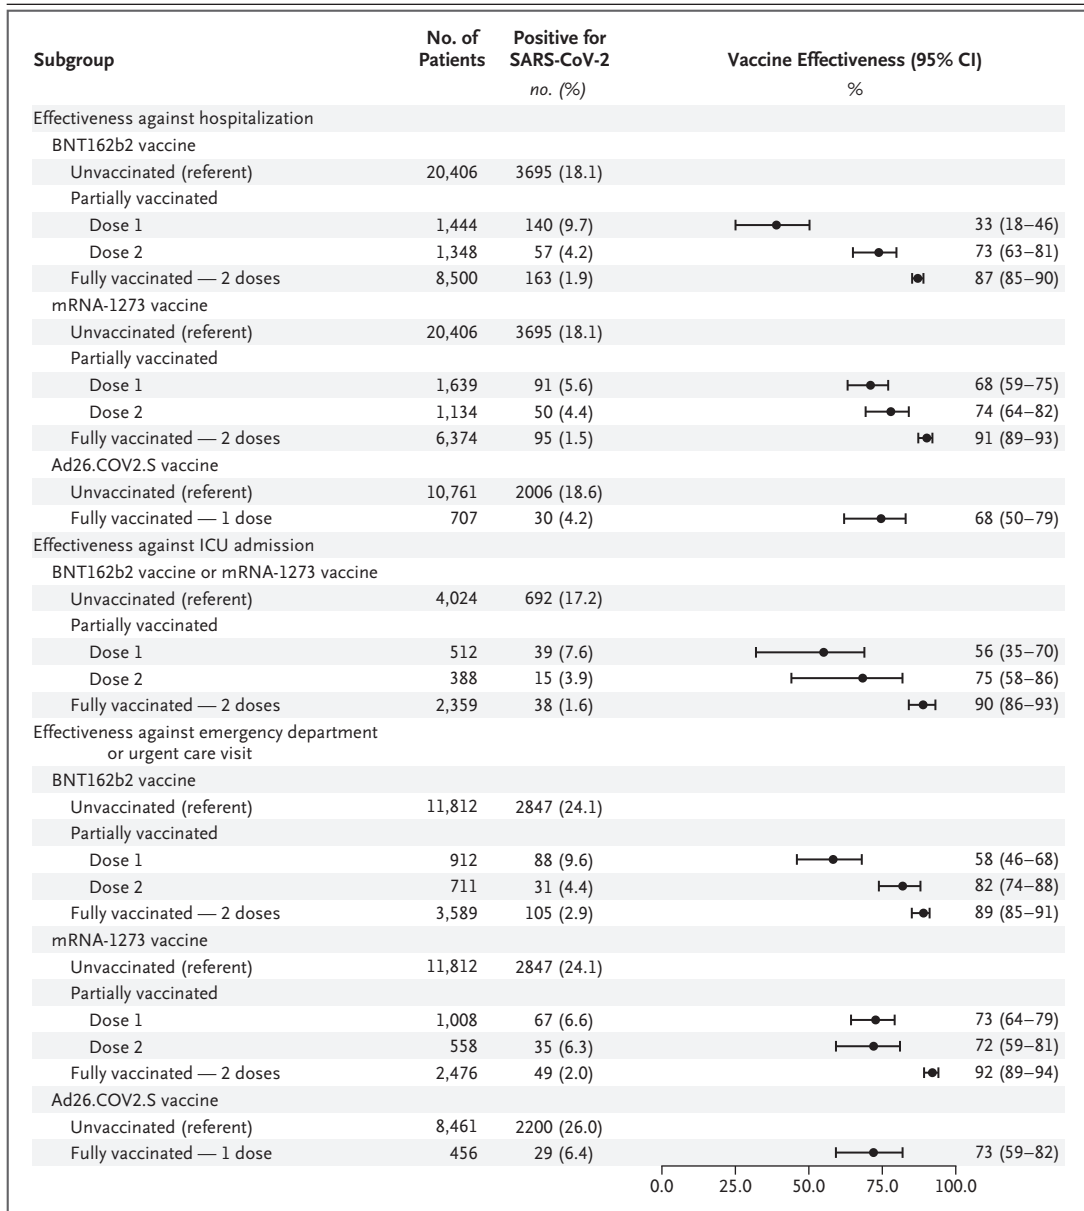 Subgroup No. of Patients Positive for SARS-CoV-2 Vaccine Effectiveness (95% CI)
no. (%) %
Effectiveness against hospitalization
BNT162b2 vaccine
Unvaccinated (referent) 20,406 3695 (18.1)
Partially vaccinated
Dose 1 1,444 140 (9.7) 33 (18–46)
Dose 2 1,348 57 (4.2) 73 (63–81)
Fully vaccinated — 2 doses 8,500 163 (1.9) 87 (85–90)
mRNA-1273 vaccine
Unvaccinated (referent) 20,406 3695 (18.1)
Partially vaccinated
Dose 1 1,639 91 (5.6) 68 (59–75)
Dose 2 1,134 50 (4.4) 74 (64–82)
Fully vaccinated — 2 doses 6,374 95 (1.5) 91 (89–93)
Ad26.COV2.S vaccine
Unvaccinated (referent) 10,761 2006 (18.6)
Fully vaccinated — 1 dose 707 30 (4.2) 68 (50–79)
Effectiveness against ICU admission
BNT162b2 vaccine or mRNA-1273 vaccine
Unvaccinated (referent) 4,024 692 (17.2)
Partially vaccinated
Dose 1 512 39 (7.6) 56 (35–70)
Dose 2 388 15 (3.9) 75 (58–86)
Fully vaccinated — 2 doses 2,359 38 (1.6) 90 (86–93)
Effectiveness against emergency department
or urgent care visit
BNT162b2 vaccine
Unvaccinated (referent) 11,812 2847 (24.1)
Partially vaccinated
Dose 1 912 88 (9.6) 58 (46–68)
Dose 2 711 31 (4.4) 82 (74–88)
Fully vaccinated — 2 doses 3,589 105 (2.9) 89 (85–91)
mRNA-1273 vaccine
Unvaccinated (referent) 11,812 2847 (24.1)
Partially vaccinated
Dose 1 1,008 67 (6.6) 73 (64–79)
Dose 2 558 35 (6.3) 72 (59–81)
Fully vaccinated — 2 doses 2,476 49 (2.0) 92 (89–94)
Ad26.COV2.S vaccine
Unvaccinated (referent) 8,461 2200 (26.0)
Fully vaccinated — 1 dose 456 29 (6.4) 73 (59–82)
0.0 25.0 50.0 75.0 100.0